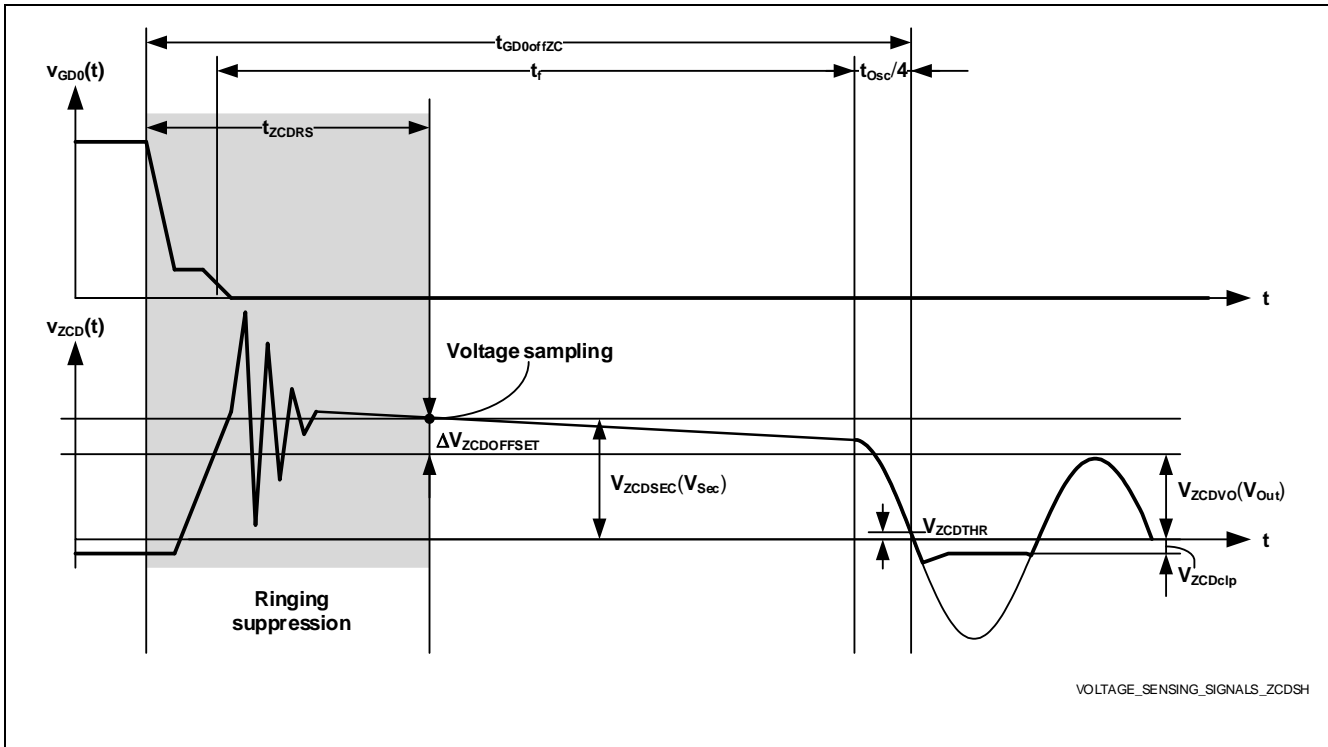 tGD0offZC
vGD0(t)
tf
tOsc/4
tZCDRS
t
vZCD(t)
Voltage sampling
ΔVZCDOFFSET
VZCDSEC(VSec)
VZCDVO(VOut)
VZCDTHR
t
VZCDclp
Ringing
suppression
VOLTAGE_SENSING_SIGNALS_ZCDSH